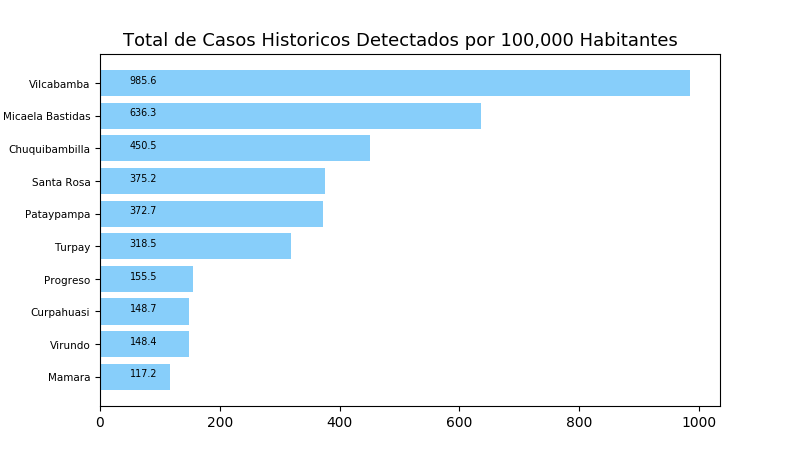 Total de Casos Historicos Detectados por 100,000 Habitantes
Vilcabamba 985.6
Micaela Bastidas 636.3
Chuquibambilla 450.5
Santa Rosa 375.2
Pataypampa 372.7
Turpay 318.5
Progreso 155.5
Curpahuasi 148.7
Virundo 148.4
Mamara 117.2
0 200 400 600 800 1000